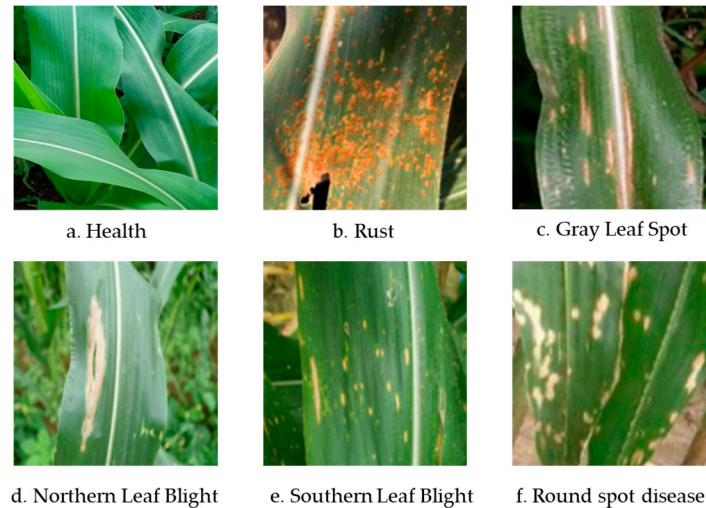 a. Health
b. Rust
c. Gray Leaf Spot
d. Northern Leaf Blight
e. Southern Leaf Blight
f. Round spot disease